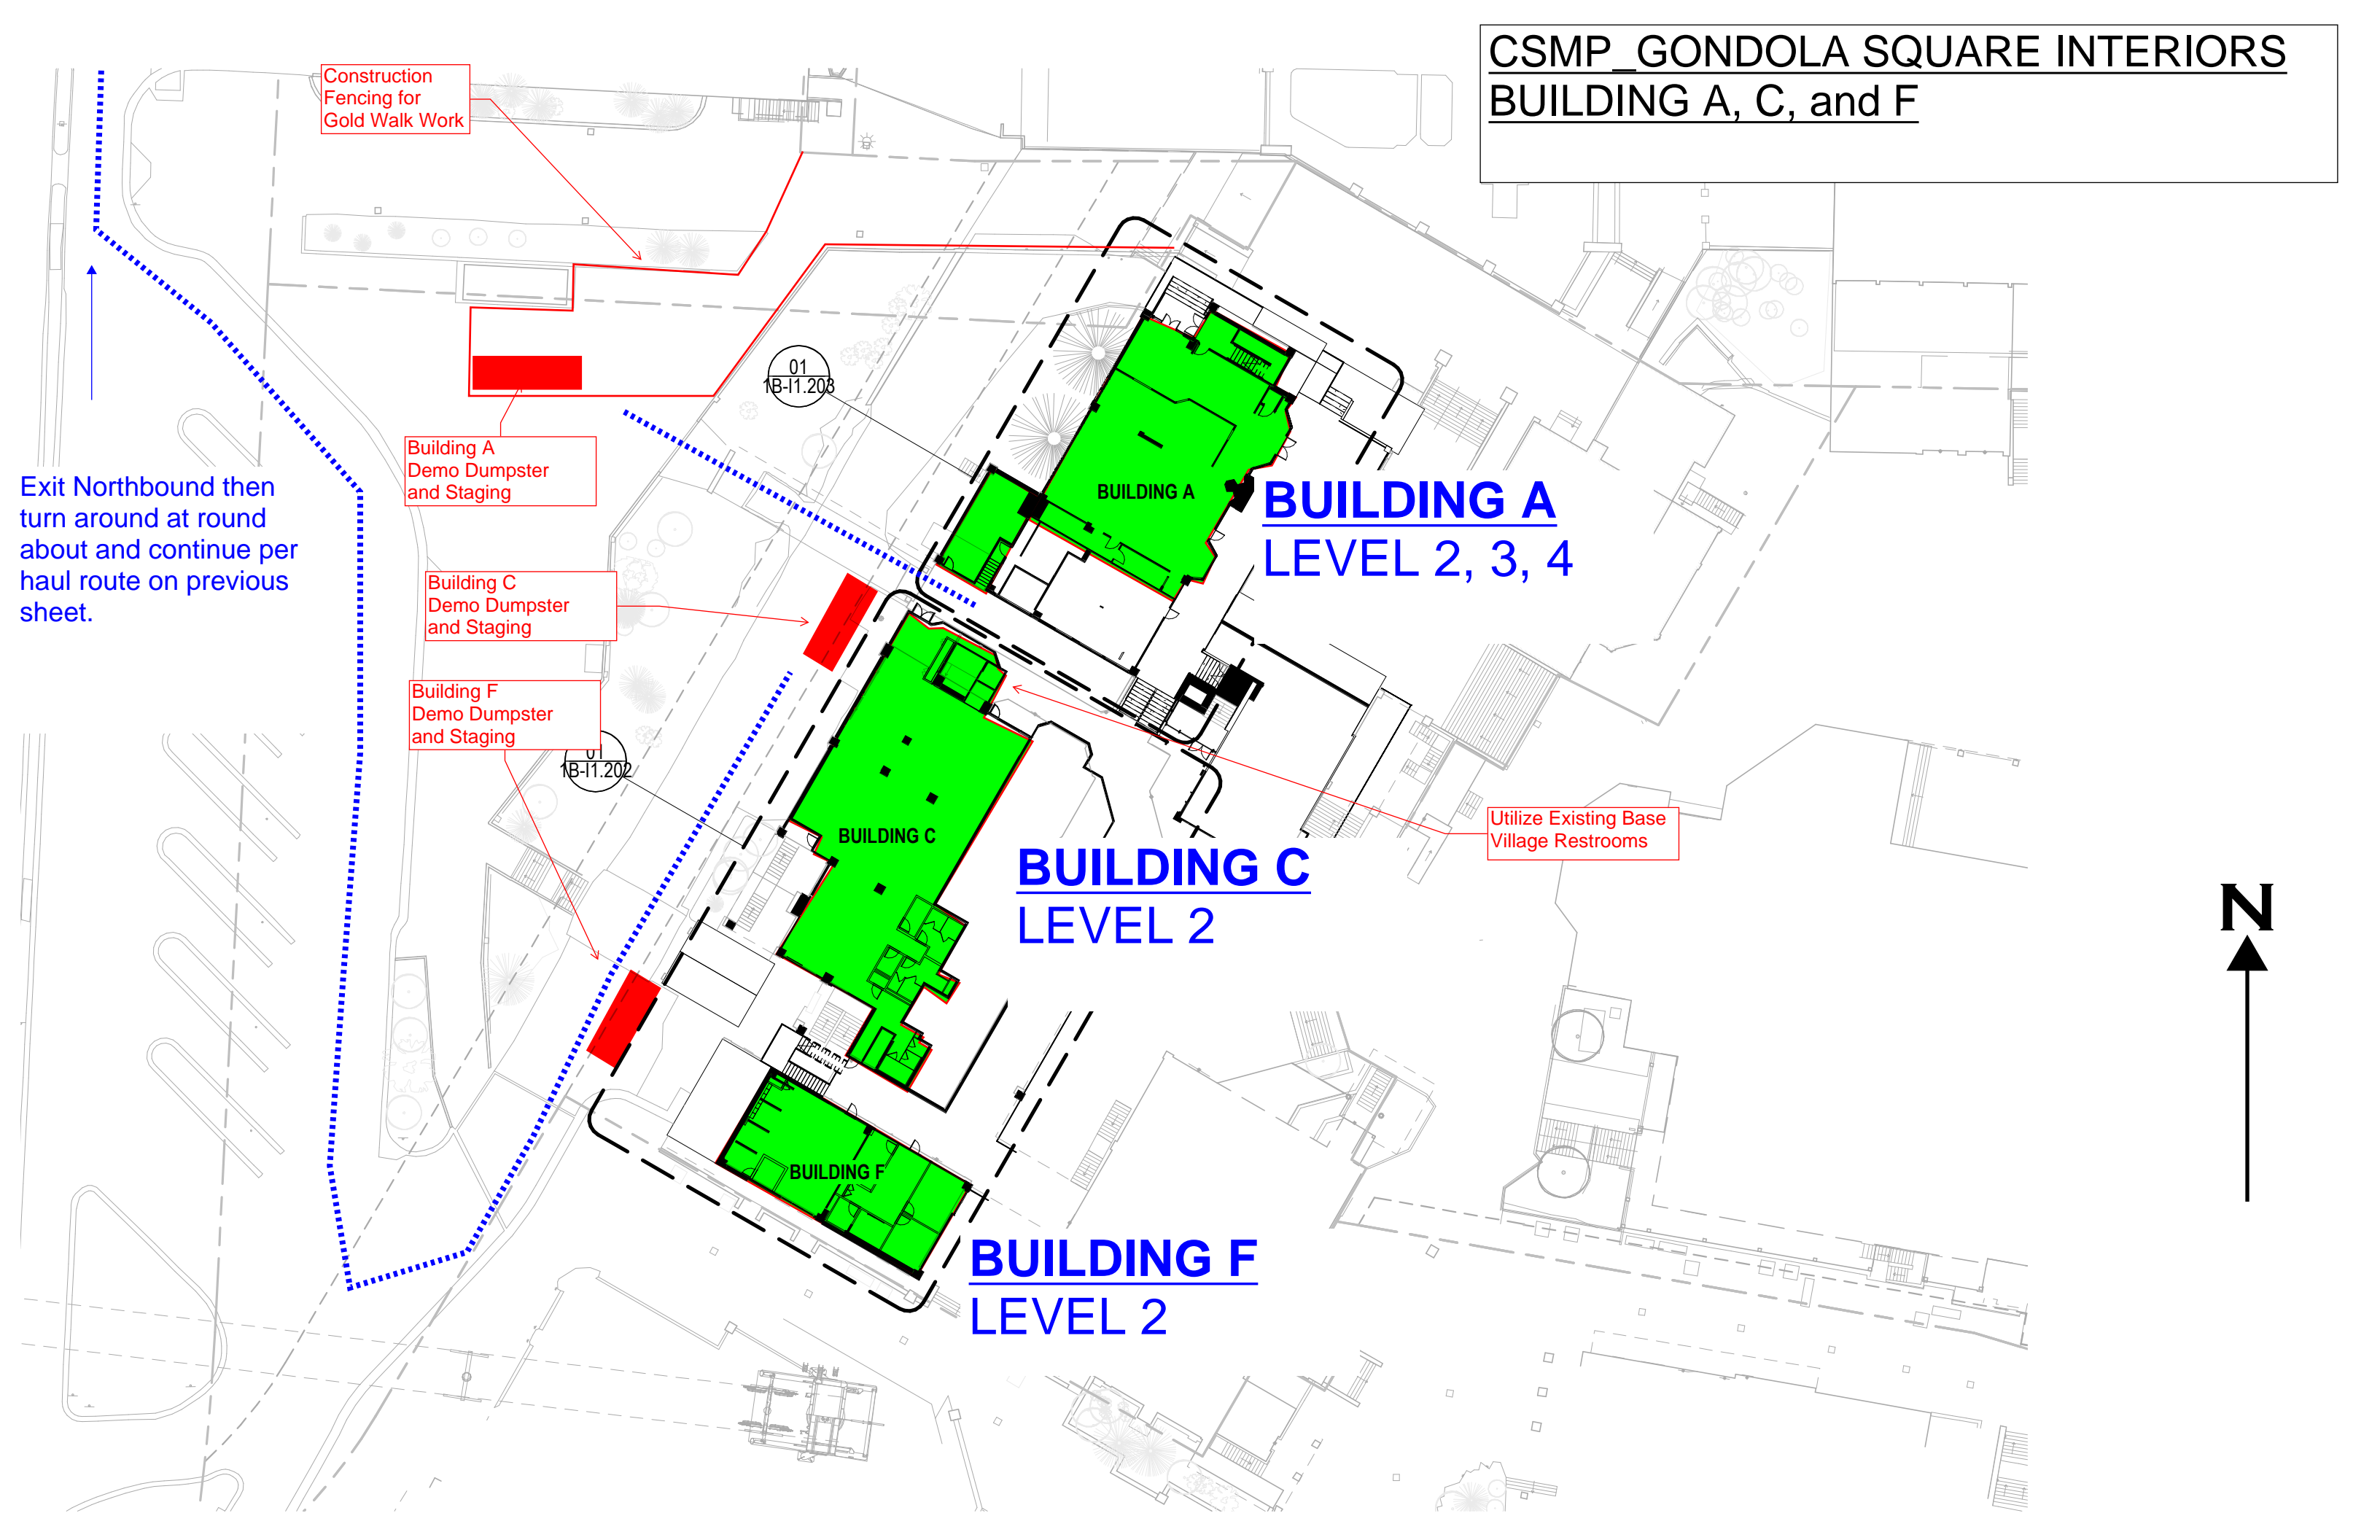 CSMP_GONDOLA SQUARE INTERIORS
BUILDING A, C, and F
Construction
Fencing for
Gold Walk Work
01
1B-I1.203
Building A
Demo Dumpster
and Staging
Exit Northbound then
turn around at round
about and continue per
haul route on previous
sheet.
BUILDING A
BUILDING A
LEVEL 2, 3, 4
Building C
Demo Dumpster
and Staging
Building F
Demo Dumpster
and Staging
01
1B-I1.202
BUILDING C
BUILDING C
LEVEL 2
Utilize Existing Base
Village Restrooms
N
BUILDING F
BUILDING F
LEVEL 2